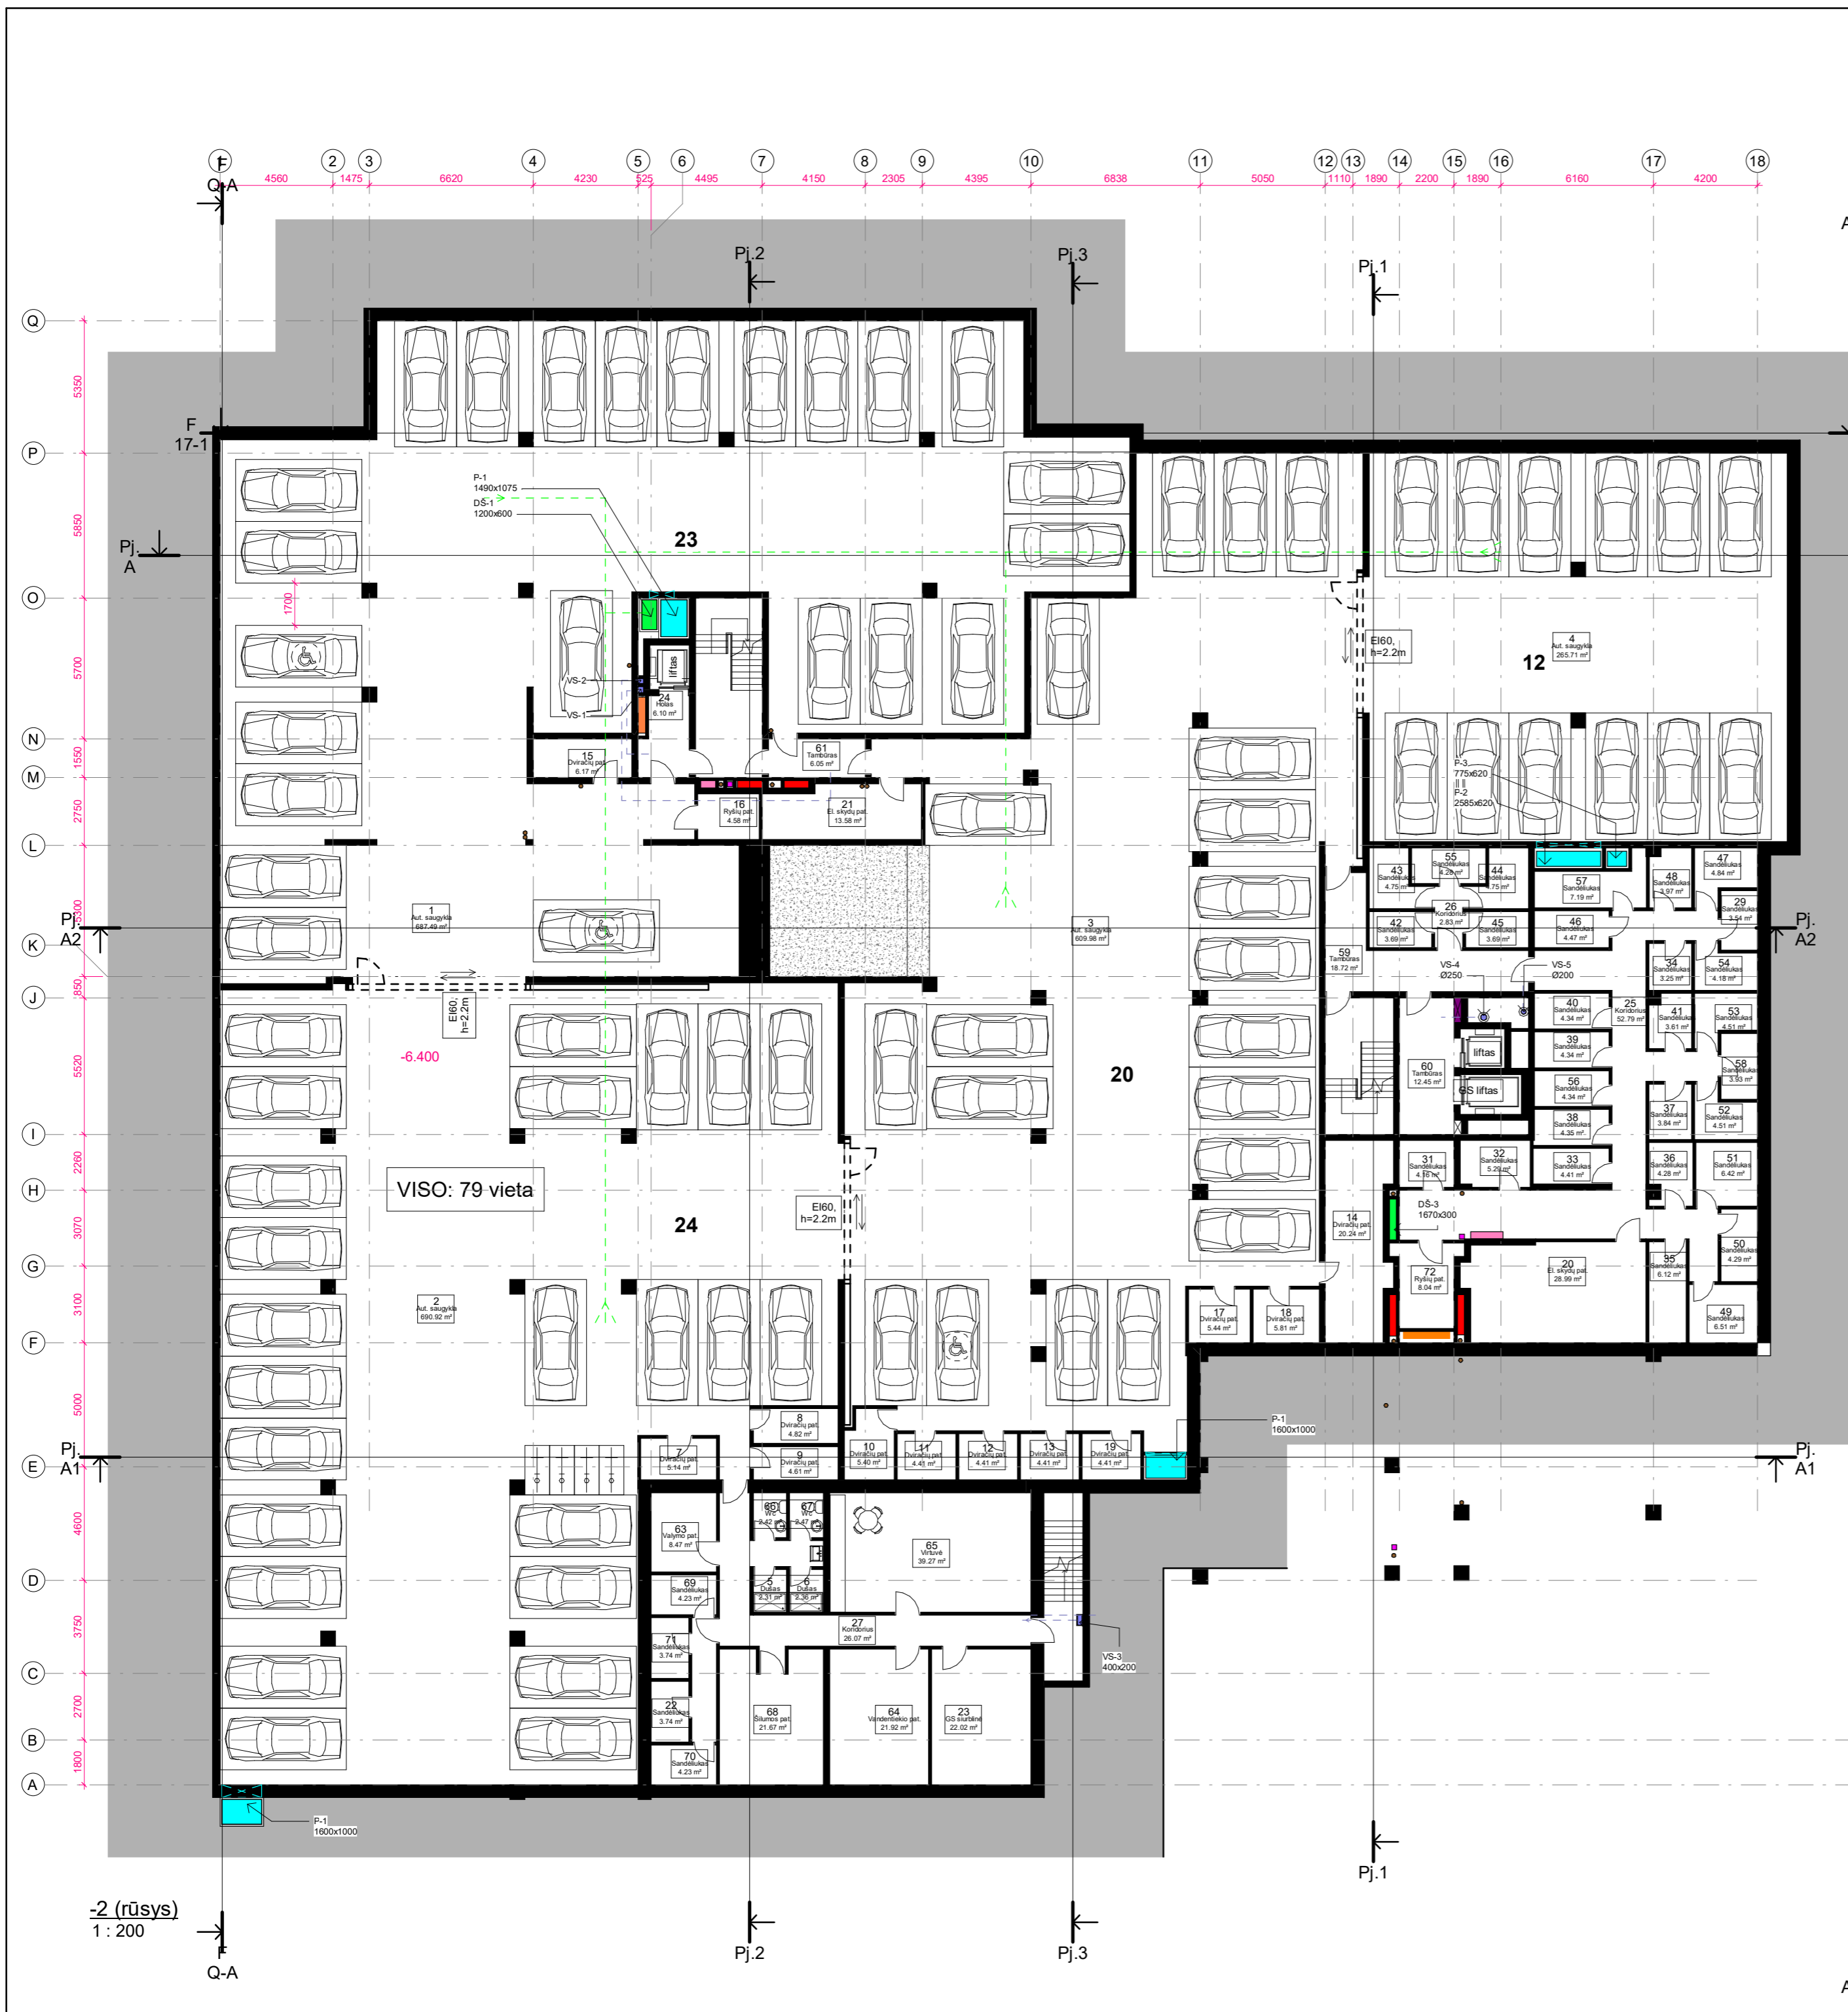 1
F
2
3
4
5
6
7
8
9
10
11
12
13
14
15
16
17
18
Q-A
4560
1475
6620
4230
525
4495
4150
2305
4395
6838
5050
1110
1890
2200
1890
6160
4200
Pj.2
Pj.3
Pj.1
Q
5350
F
17-1
P
P-1
1490x1075
DŠ-1
1200x600
5850
23
Pj.
A
O
1700
5700
EI60,
h=2.2m
4
Aut. saugykla
265.71 m²
12
liftas
VS-2
VS-1
24
Holas
6.10 m²
N
1550
15
Dviračių pat.
6.17 m²
61
Tambūras
6.05 m²
M
P-3
775x620
P-2
2585x620
2750
16
Ryšių pat.
4.58 m²
21
El. skydų pat.
13.58 m²
L
43
Sandėliukas
4.75 m²
55
Sandėliukas
4.28 m²
44
Sandėliukas
4.75 m²
57
Sandėliukas
7.19 m²
48
Sandėliukas
3.97 m²
47
Sandėliukas
4.84 m²
29
Sandėliukas
3.54 m²
5300
1
Aut. saugykla
687.49 m²
3
Aut. saugykla
609.98 m²
26
Koridorius
2.83 m²
42
Sandėliukas
3.69 m²
45
Sandėliukas
3.69 m²
46
Sandėliukas
4.47 m²
Pj.
A2
Pj.
A2
K
59
Tambūras
18.72 m²
VS-4
Ø250
VS-5
Ø200
34
Sandėliukas
3.25 m²
54
Sandėliukas
4.18 m²
850
J
EI60,
h=2.2m
40
Sandėliukas
4.34 m²
25
Koridorius
52.79 m²
41
Sandėliukas
3.61 m²
53
Sandėliukas
4.51 m²
-6.400
5520
39
Sandėliukas
4.34 m²
liftas
20
60
Tambūras
12.45 m²
GS liftas
56
Sandėliukas
4.34 m²
58
Sandėliukas
3.93 m²
38
Sandėliukas
4.35 m²
37
Sandėliukas
3.84 m²
52
Sandėliukas
4.51 m²
I
2260
31
Sandėliukas
4.16 m²
32
Sandėliukas
5.29 m²
33
Sandėliukas
4.41 m²
36
Sandėliukas
4.28 m²
51
Sandėliukas
6.42 m²
H
VISO: 79 vieta
EI60,
h=2.2m
24
3070
14
Dviračių pat.
20.24 m²
DŠ-3
1670x300
G
72
Ryšių pat.
8.04 m²
20
El. skydų pat.
28.99 m²
35
Sandėliukas
6.12 m²
50
Sandėliukas
4.29 m²
3100
2
Aut. saugykla
690.92 m²
17
Dviračių pat.
5.44 m²
18
Dviračių pat.
5.81 m²
49
Sandėliukas
6.51 m²
F
5000
8
Dviračių pat.
4.82 m²
P-1
1600x1000
Pj.
A1
Pj.
A1
7
Dviračių pat.
5.14 m²
9
Dviračių pat.
4.61 m²
10
Dviračių pat.
5.40 m²
11
Dviračių pat.
4.41 m²
12
Dviračių pat.
4.41 m²
13
Dviračių pat.
4.41 m²
19
Dviračių pat.
4.41 m²
E
4600
63
Valymo pat.
8.47 m²
66
Wc
2.42 m²
67
Wc
2.47 m²
65
Virtuvė
39.27 m²
D
69
Sandėliukas
4.23 m²
5
Dušas
2.31 m²
6
Dušas
2.36 m²
3750
27
Koridorius
26.07 m²
71
Sandėliukas
3.74 m²
VS-3
400x200
C
2700
22
Sandėliukas
3.74 m²
68
Šilumos pat.
21.67 m²
64
Vandentiekio pat.
21.92 m²
23
GS siurblinė
22.02 m²
B
1800
70
Sandėliukas
4.23 m²
A
P-1
1600x1000
Pj.1
-2 (rūsys)
1 : 200
F
Q-A
Pj.2
Pj.3